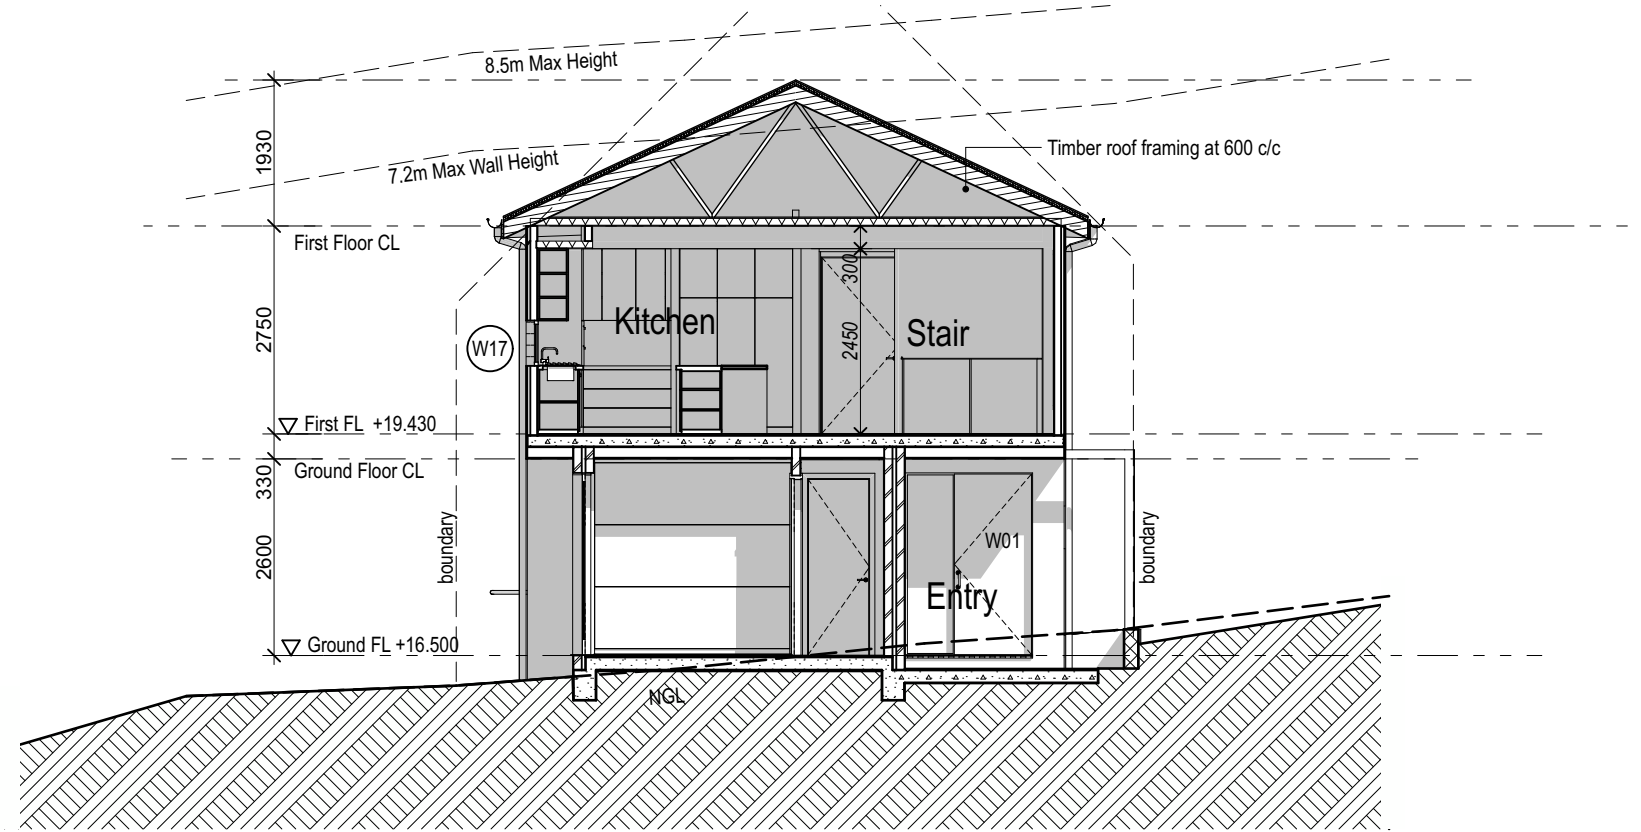 8.5m Max Height
7.2m Max Wall Height
Timber roof framing at 600 c/c
19930
First Floor CL
2750
300
2450
Kitchen
Stair
W17
First FL +19.430
Ground Floor CL
3330
2600
boundary
boundary
W01
Entry
Ground FL +16.500
NGL